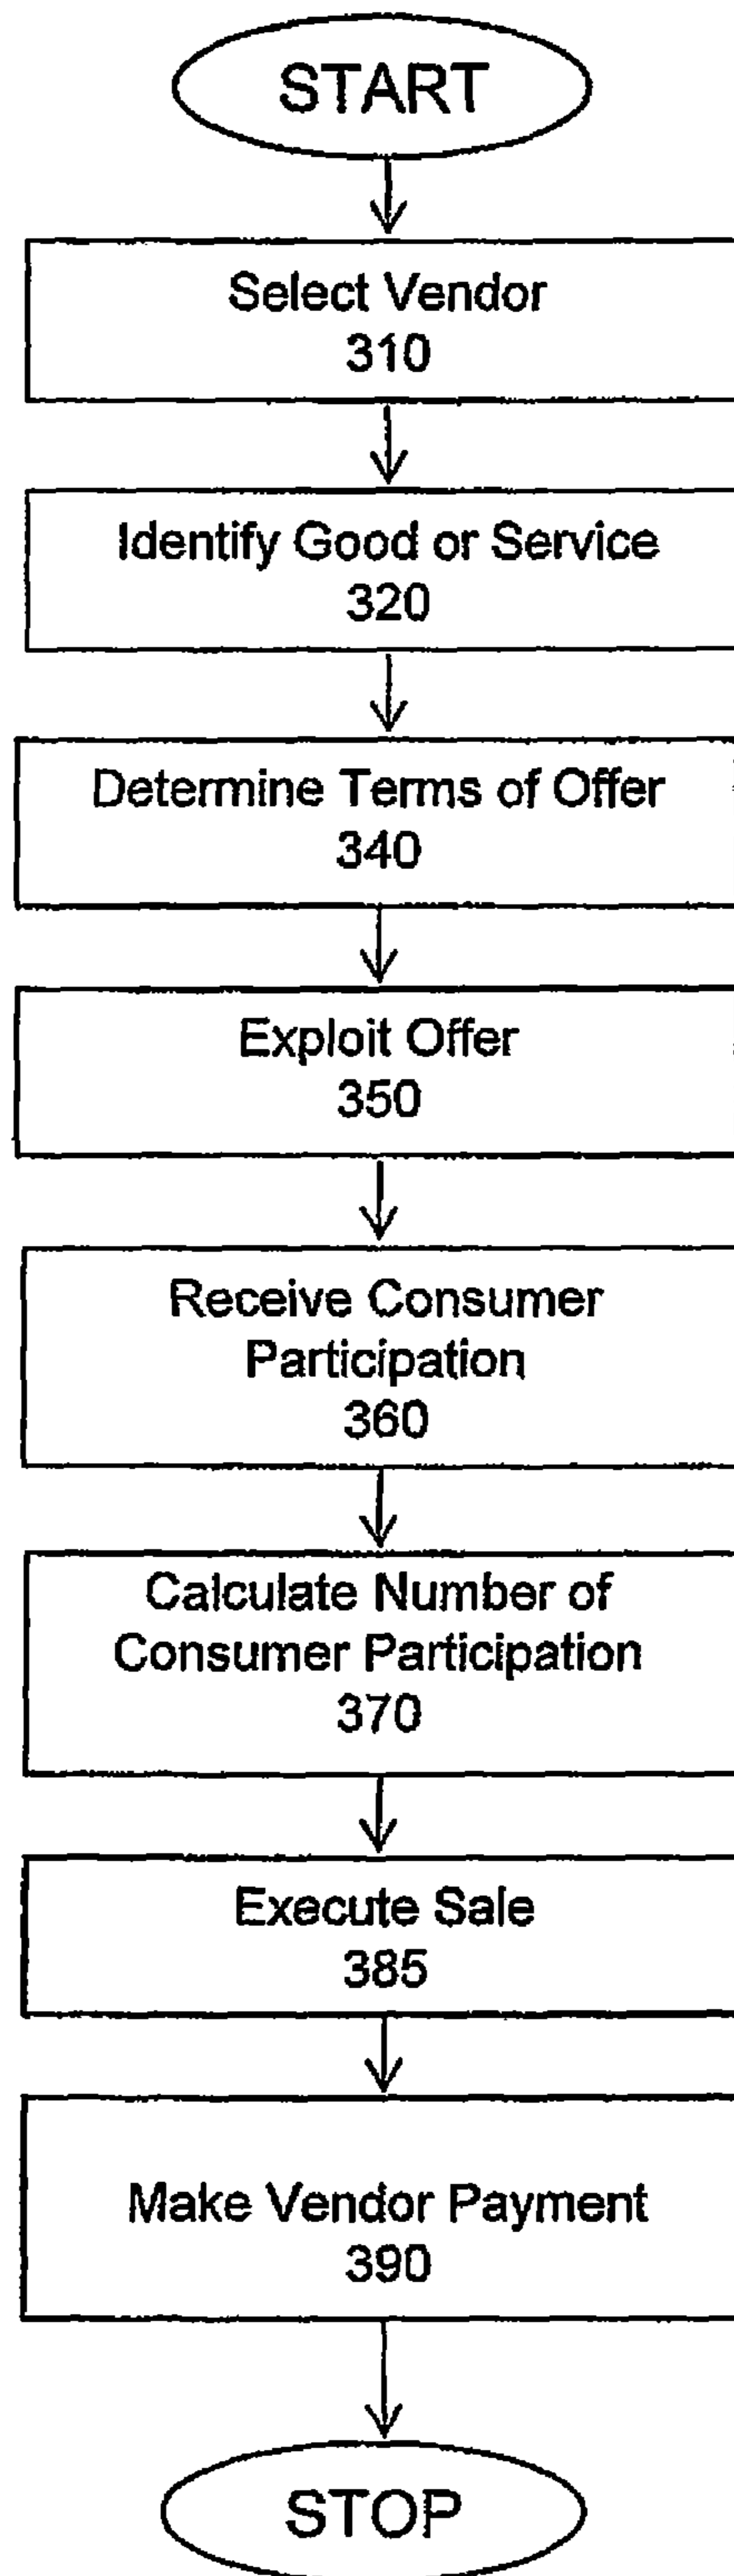 START
Select Vendor
310
Identify Good or Service
320
Determine Terms of Offer
340
Exploit Offer
350
Receive Consumer
Participation
360
Calculate Number of
Consumer Participation
370
Execute Sale
385
Make Vendor Payment
390
STOP